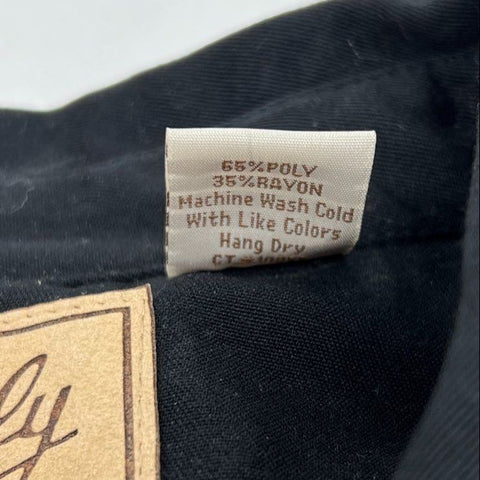 65%POLY
35%RAYON
Machine Wash Cold
With Like Colors
Hang Dry